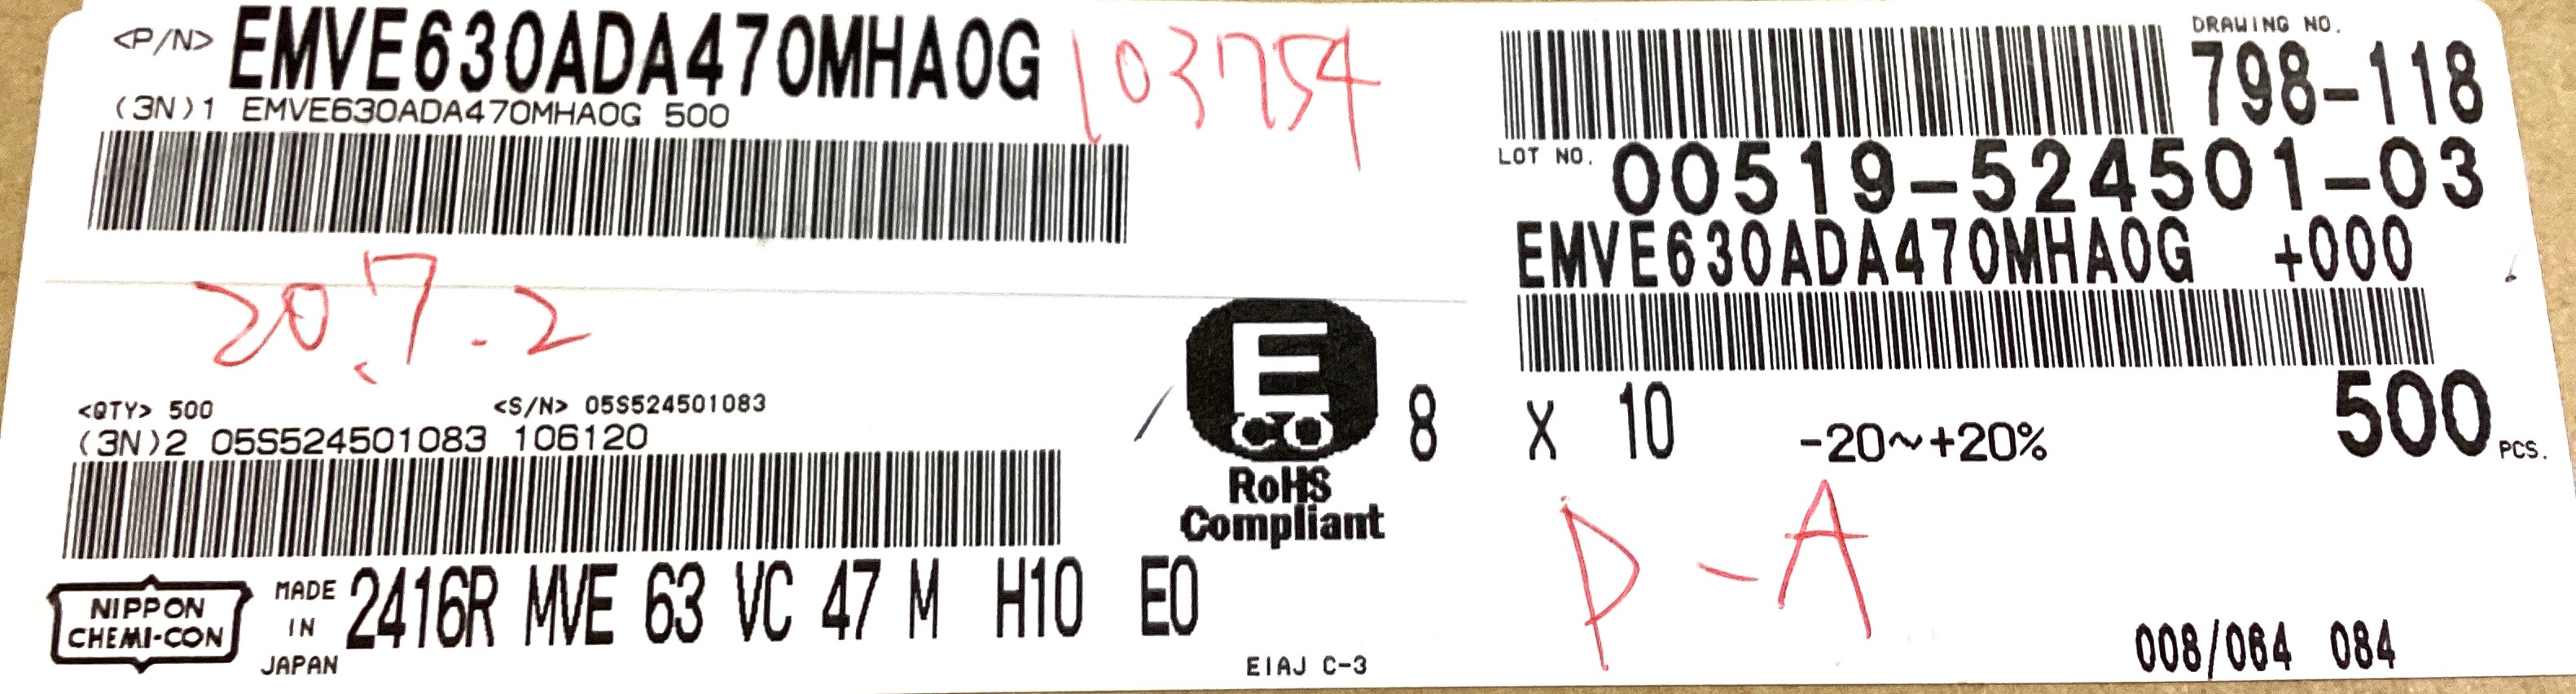 <P/N> EMVE630ADA470MHA0G
103754
(3N)1 EMVE630ADA470MHA0G 500
20.7.2
<QTY> 500 <S/N> 05S524501083
(3N)2 05S524501083 106120
NIPPON
CHEMI-CON
MADE
IN
JAPAN
2416R MVE 63 VC 47 M H10 E0
EIAJ C-3
E
RoHS
Compliant
DRAWING NO.
798-118
LOT NO. 00519-524501-03
EMVE630ADA470MHA0G +000
8 X 10 -20~+20% 500 PCS.
P-A
008/064 084